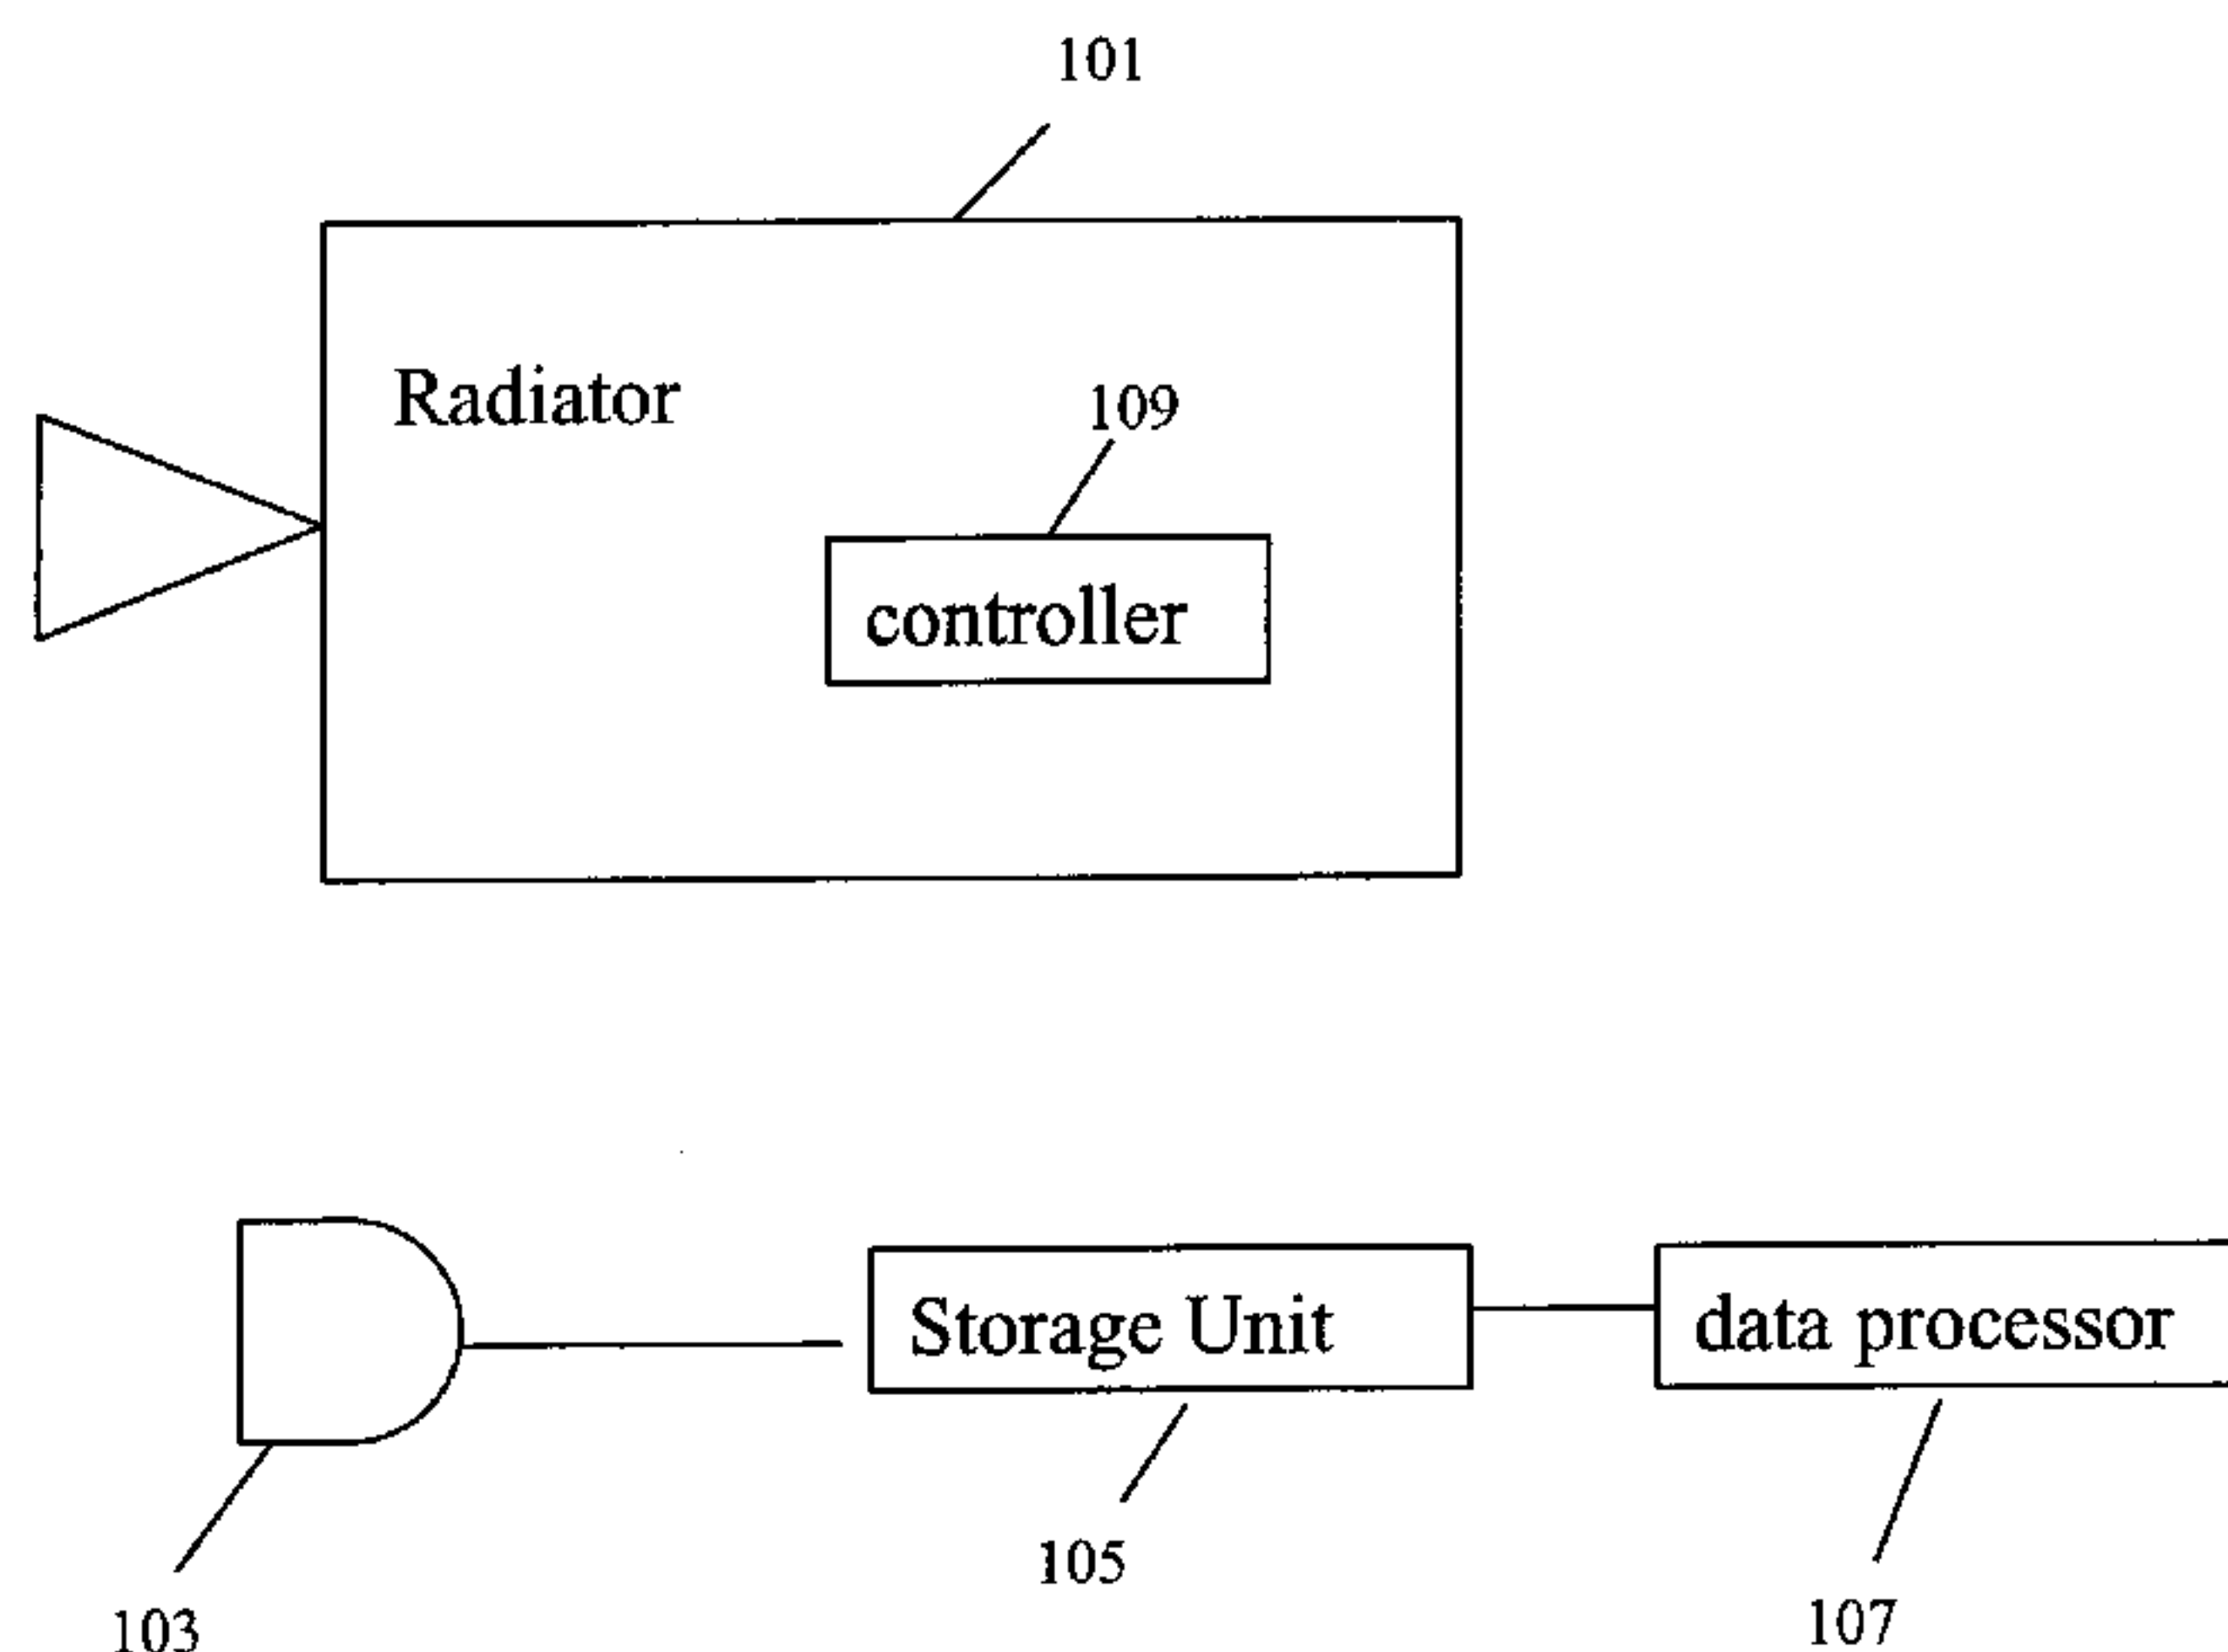 101
Radiator
109
controller
Storage Unit
data processor
105
103
107